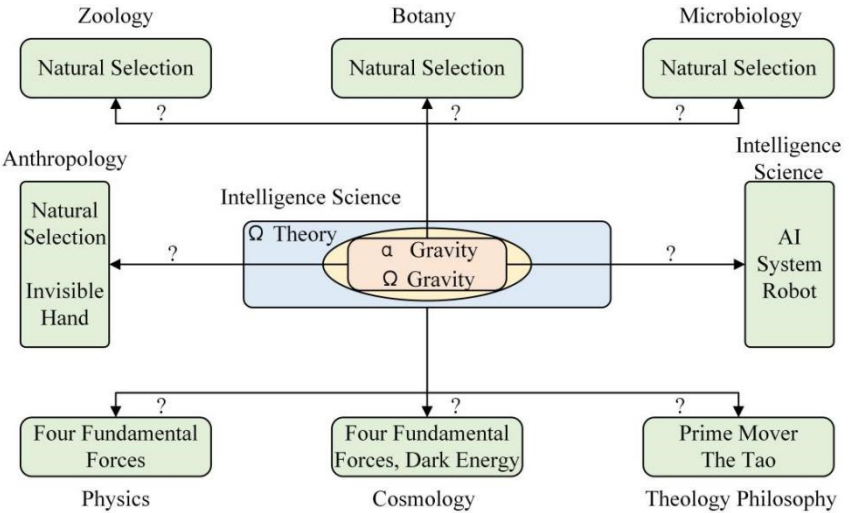 Zoology
Botany
Microbiology
Natural Selection
Natural Selection
Natural Selection
?
?
?
Anthropology
Intelligence
Science
Natural
Selection
Invisible
Hand
?
Intelligence Science
Ω Theory
α Gravity
Ω Gravity
?
AI
System
Robot
?
?
?
Four Fundamental
Forces
Four Fundamental
Forces, Dark Energy
Prime Mover
The Tao
Physics
Cosmology
Theology Philosophy